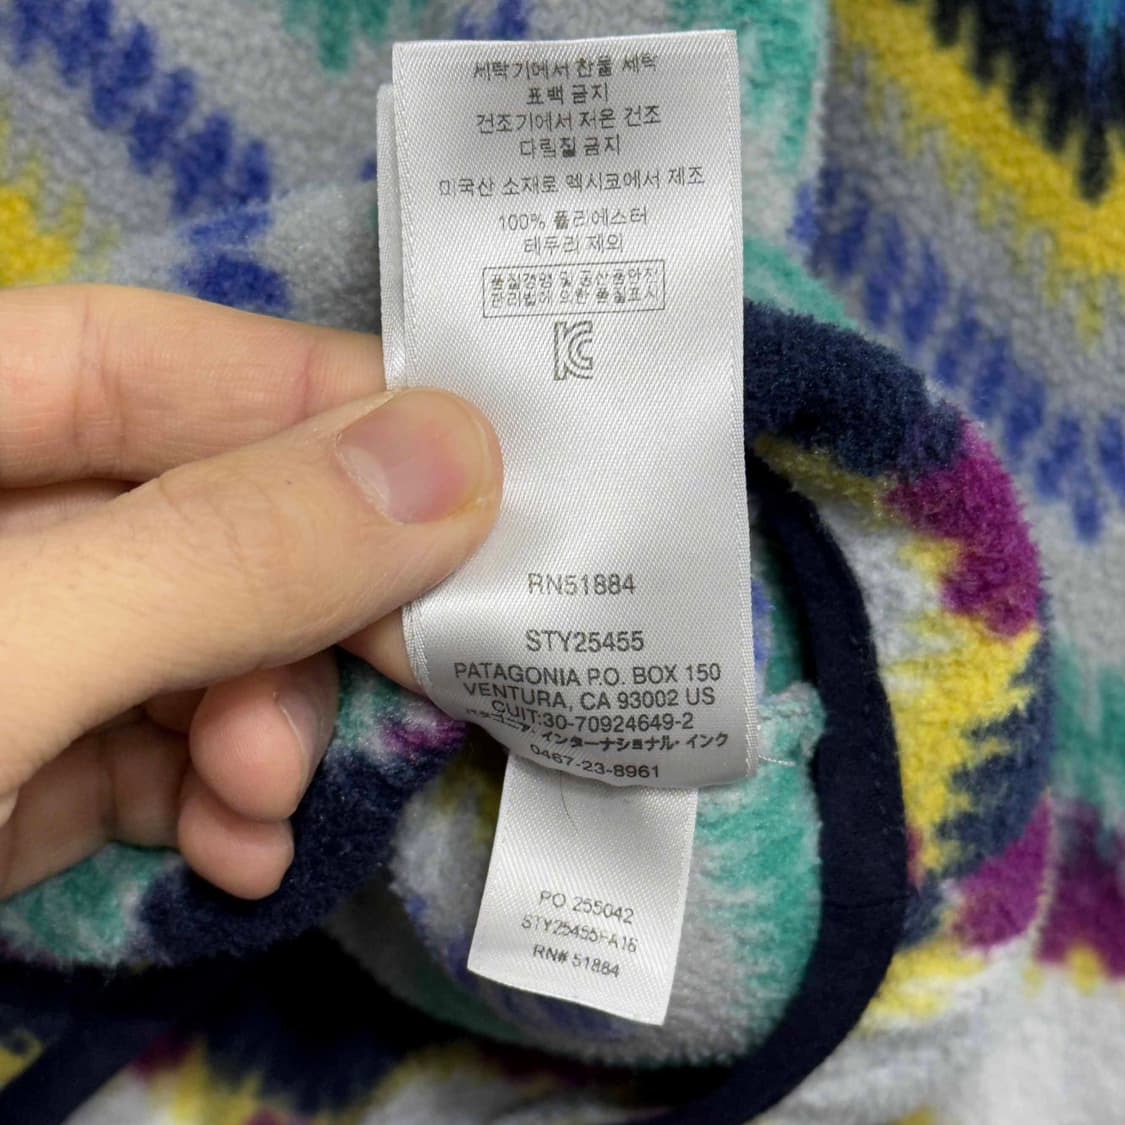 세탁기에서 찬물 세탁
표백 금지
건조기에서 저온 건조
다림질 금지
미국산 소재로 멕시코에서 제조
100% 폴리에스터
테두리 제외
품질경영 및 공산품안전
관리법에 의한 품질표시
KC
RN51884
STY25455
PATAGONIA P.O. BOX 150
VENTURA, CA 93002 US
CUIT:30-70924649-2
パタゴニア・インターナショナル・インク
0467-23-8961
PO 255042
STY25455FA16
RN# 51884